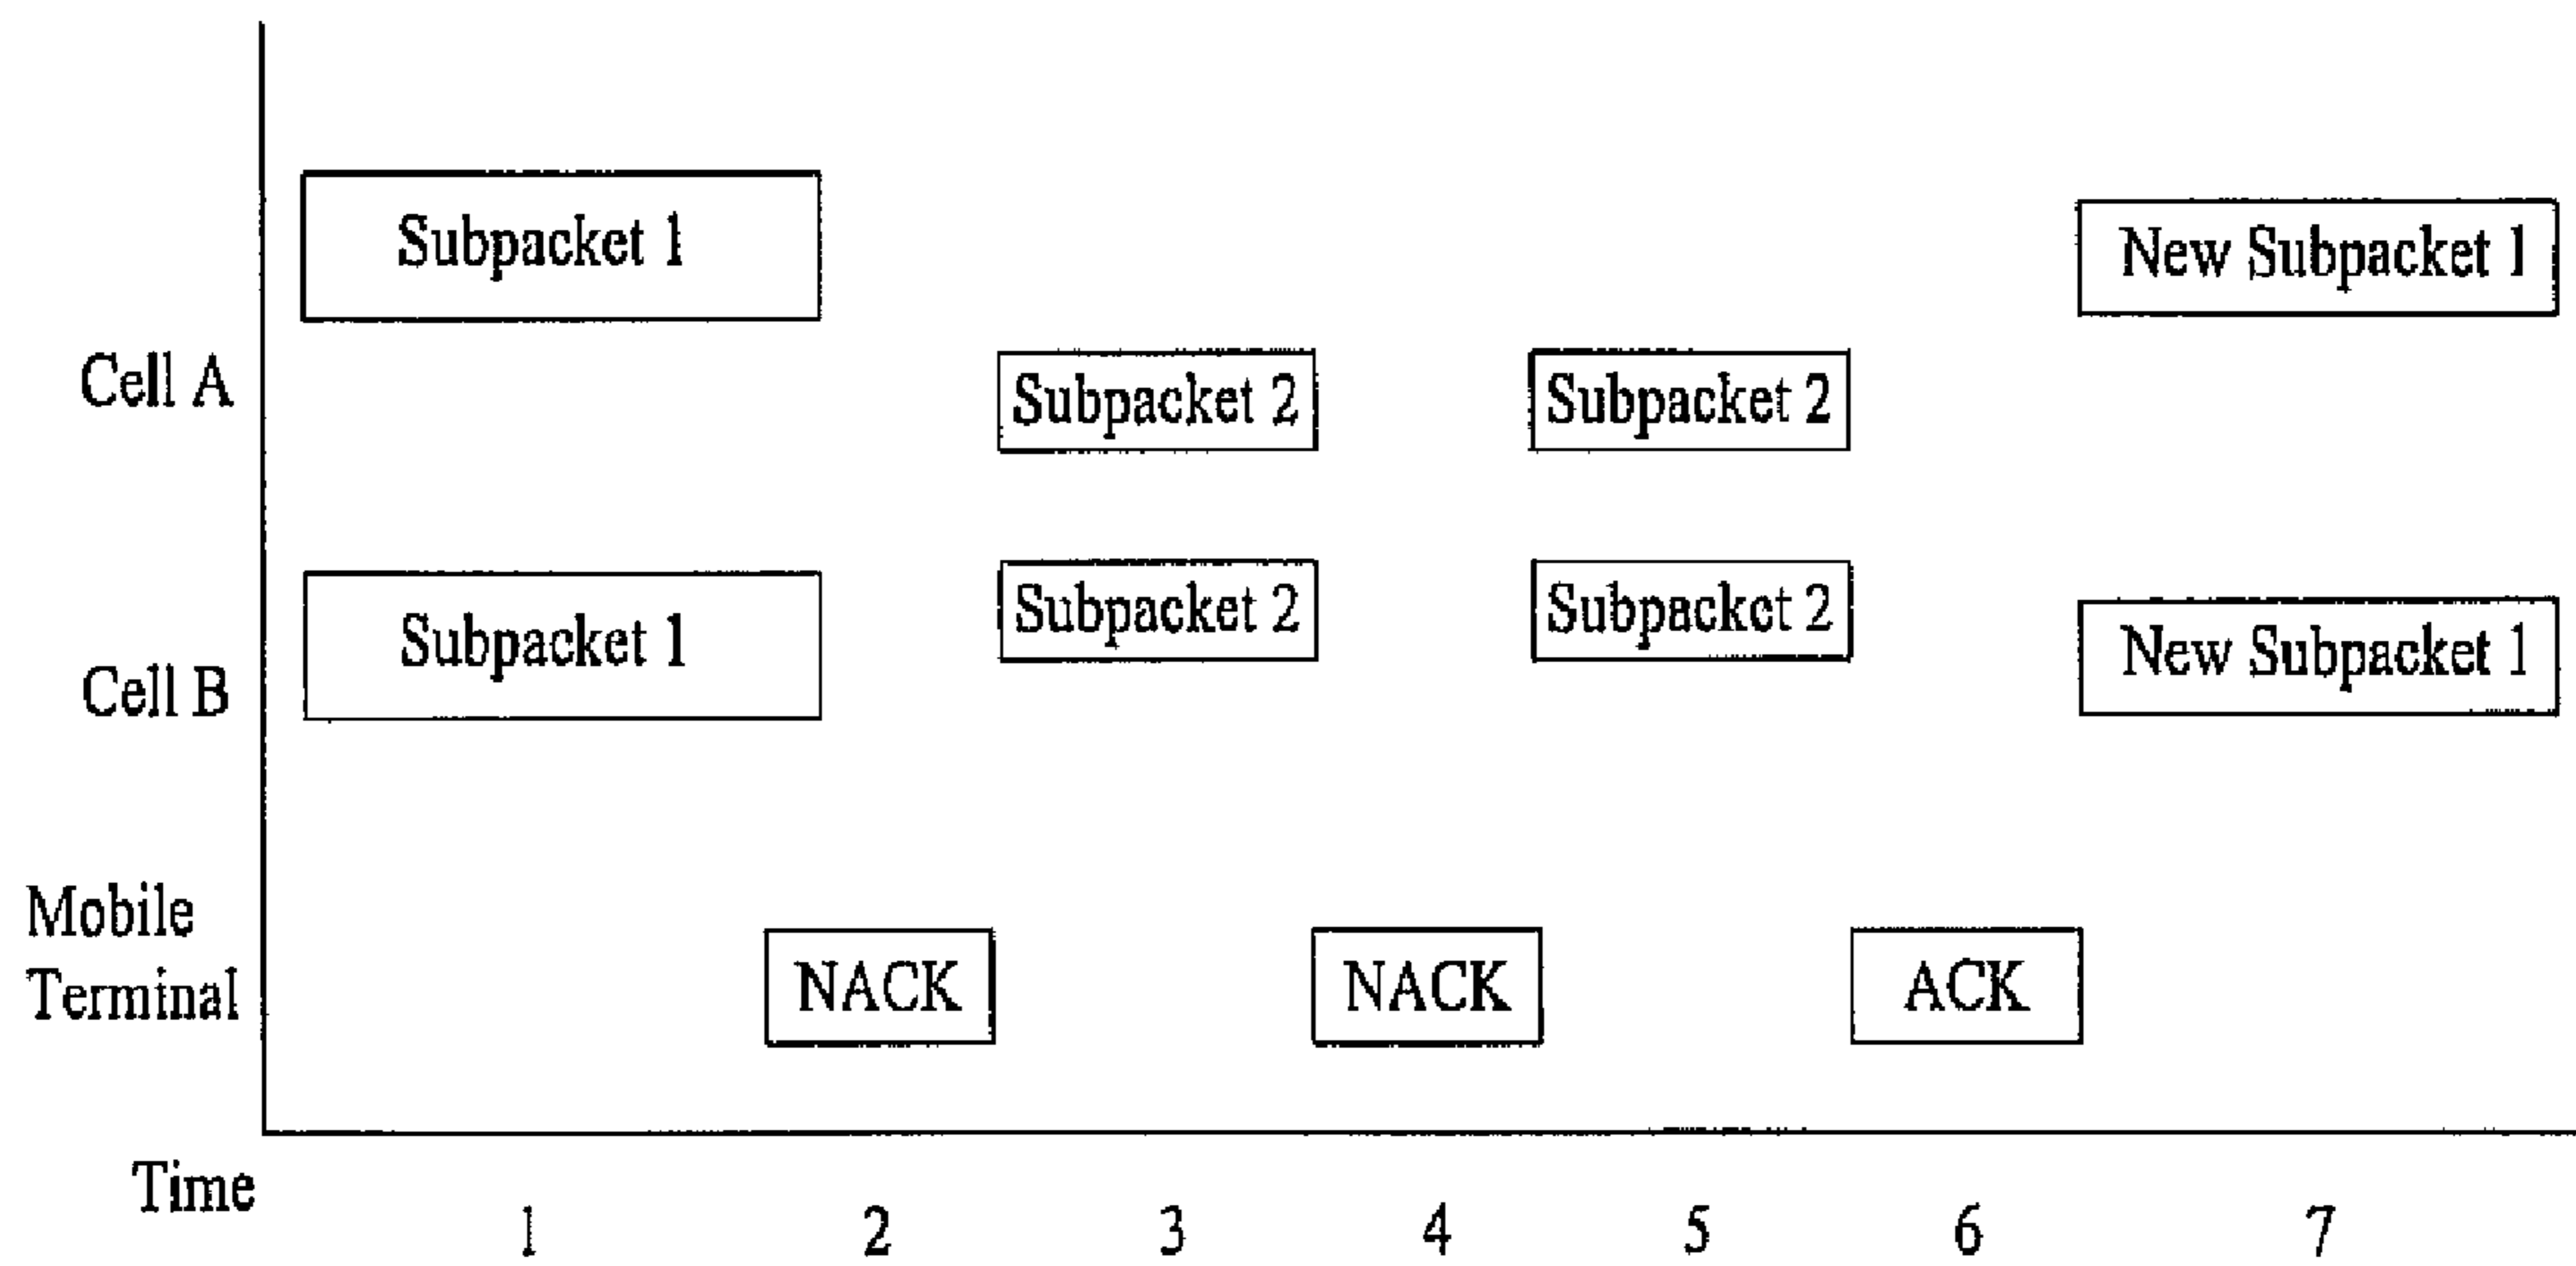 Subpacket 1
New Subpacket 1
Cell A
Subpacket 2
Subpacket 2
Subpacket 2
Subpacket 2
Subpacket 1
New Subpacket 1
Cell B
Mobile
Terminal
NACK
NACK
ACK
Time
1 2 3 4 5 6 7